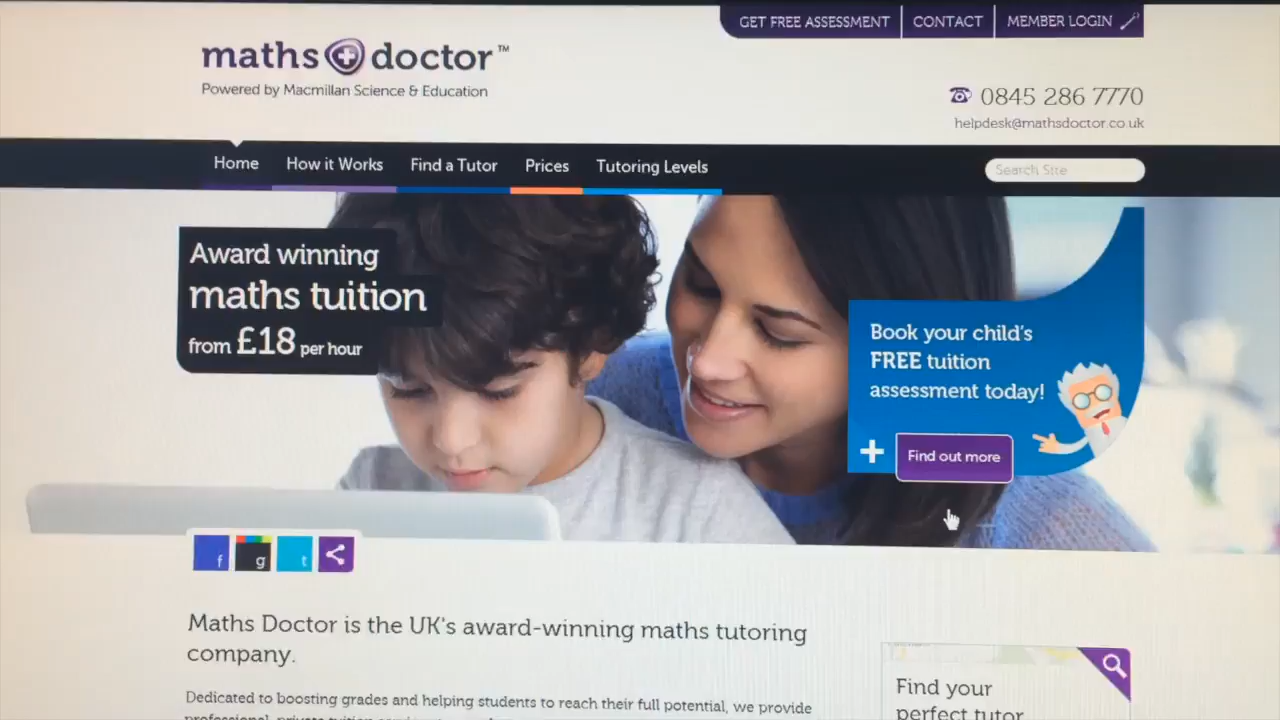 GET FREE ASSESSMENT
CONTACT
MEMBER LOGIN
maths doctor™
Powered by Macmillan Science & Education
0845 286 7770
helpdesk@mathsdoctor.co.uk
Home
How it Works
Find a Tutor
Prices
Tutoring Levels
Search Site
Award winning
maths tuition
from £18 per hour
Book your child's
FREE tuition
assessment today!
Find out more
f
g
t
Maths Doctor is the UK's award-winning maths tutoring
company.
Dedicated to boosting grades and helping students to reach their full potential, we provide
Find your
perfect tutor